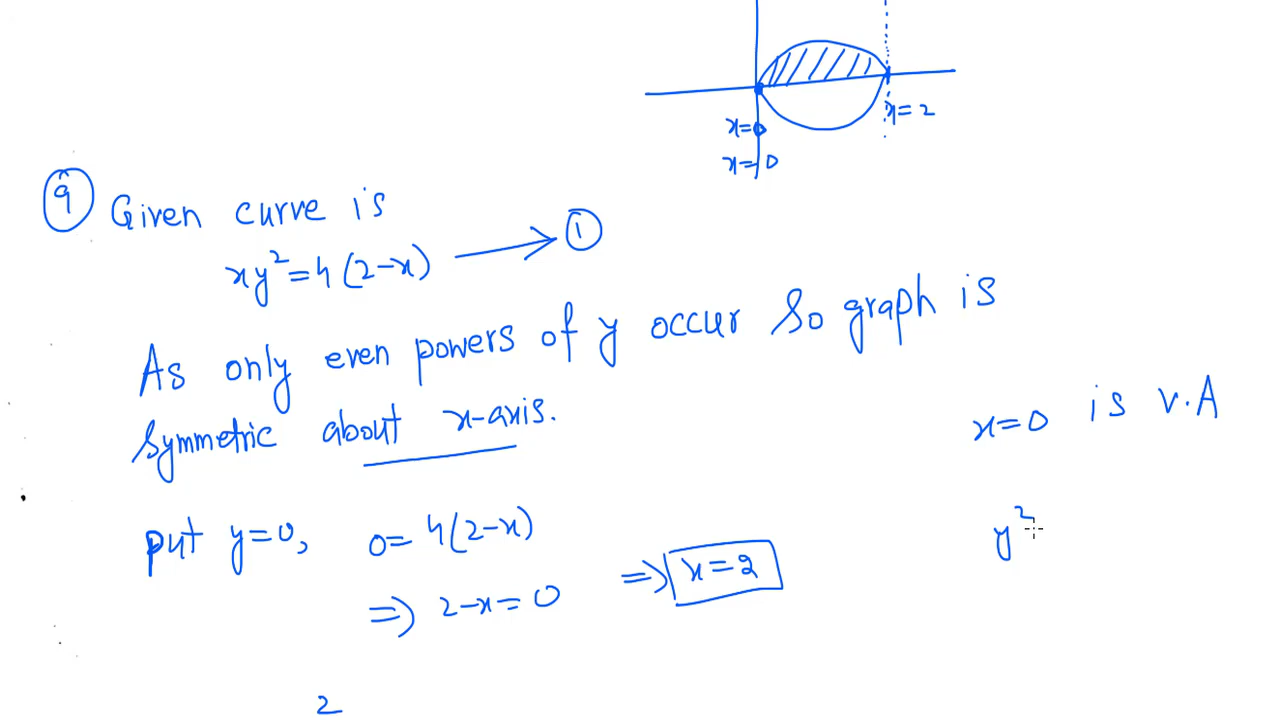 x=0
x=2
x=0
9 Given curve is
xy²=4(2-x) → 1
As only even powers of y occur So graph is
symmetric about x-axis.
x=0 is V.A
put y=0, 0=4(2-x)
y²
⇒ 2-x=0 ⇒ x=2
2